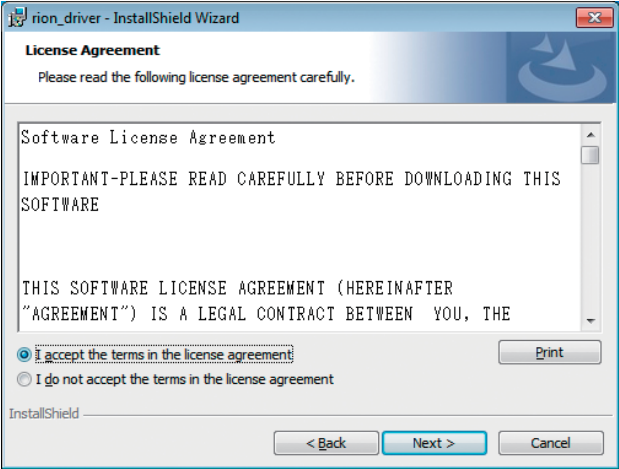 rion_driver - InstallShield Wizard
License Agreement
Please read the following license agreement carefully.
Software License Agreement
IMPORTANT-PLEASE READ CAREFULLY BEFORE DOWNLOADING THIS
SOFTWARE
THIS SOFTWARE LICENSE AGREEMENT (HEREINAFTER
"AGREEMENT") IS A LEGAL CONTRACT BETWEEN  YOU, THE
I accept the terms in the license agreement
Print
I do not accept the terms in the license agreement
InstallShield
< Back
Next >
Cancel